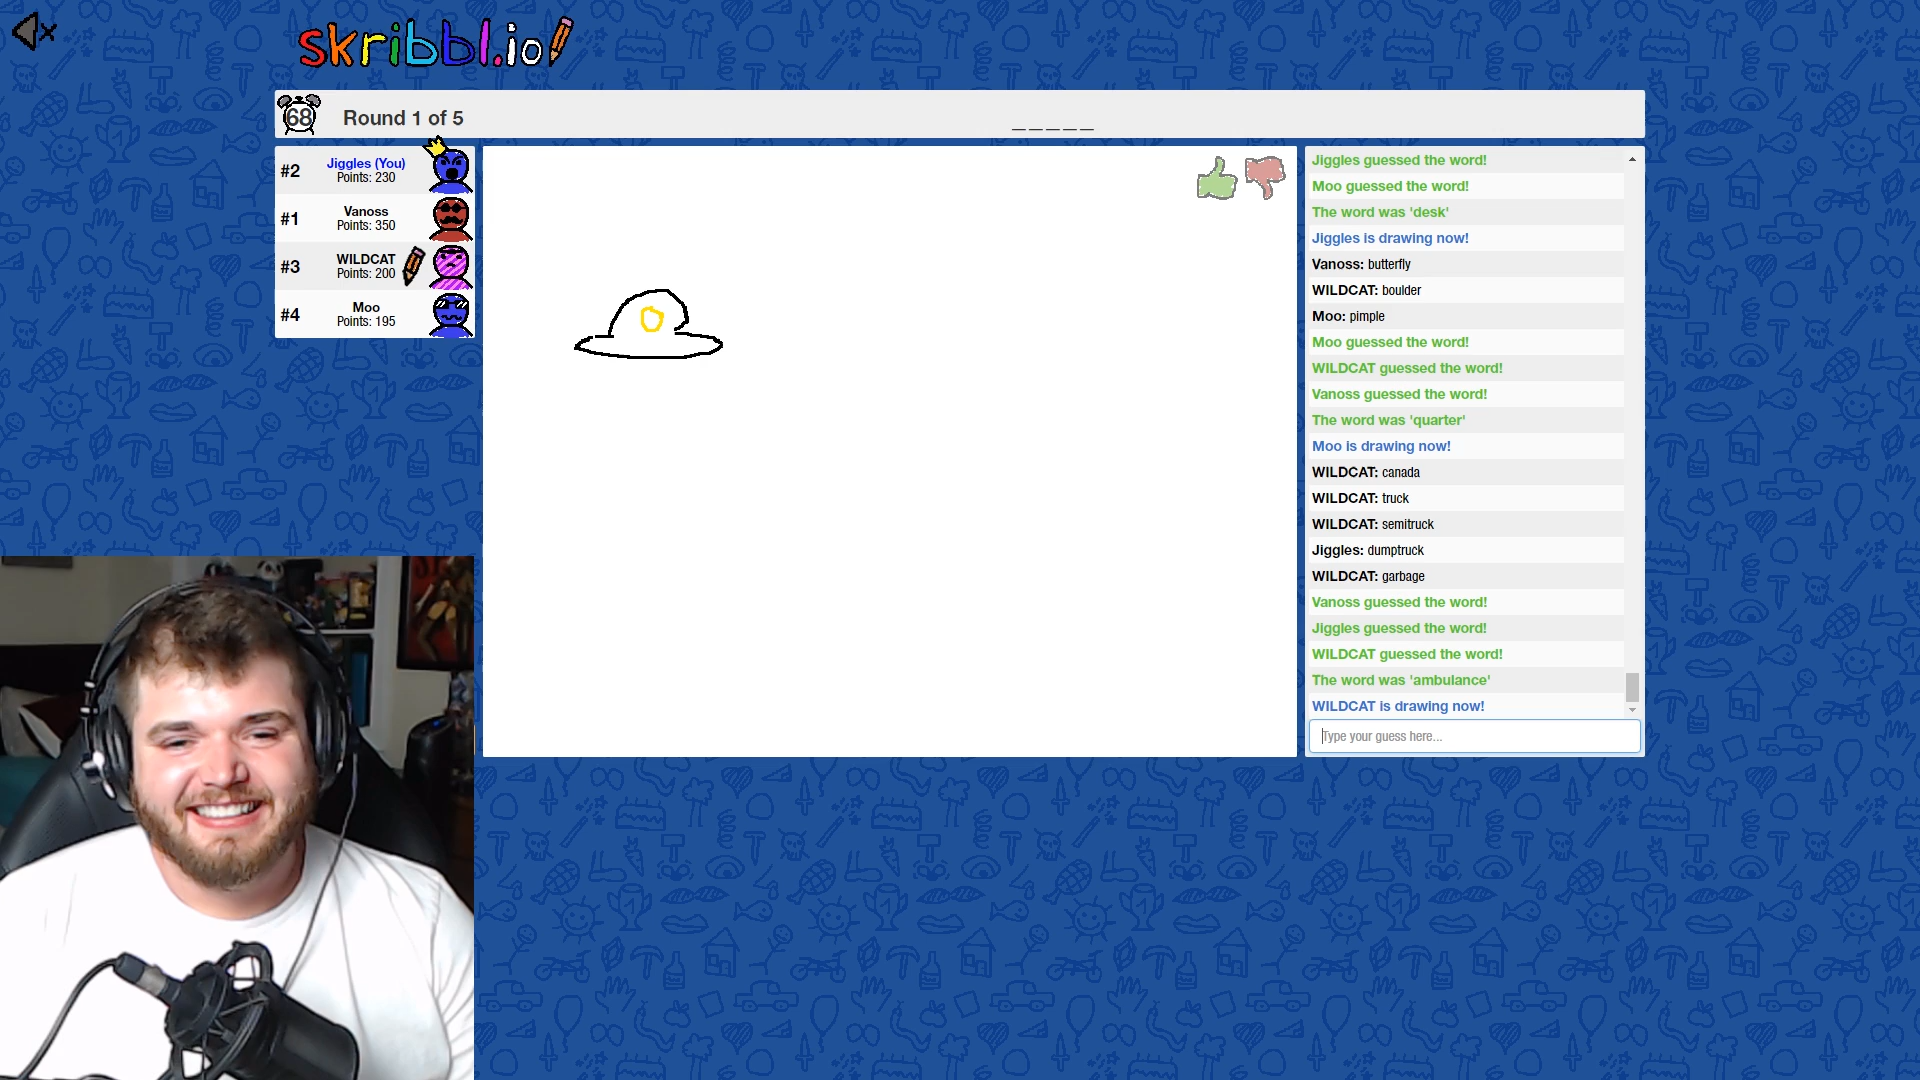 skribbl.io
68
Round 1 of 5
_ _ _ _ _
#2
Jiggles (You)
Points: 230
#1
Vanoss
Points: 350
#3
WILDCAT
Points: 200
#4
Moo
Points: 195
Jiggles guessed the word!
Moo guessed the word!
The word was 'desk'
Jiggles is drawing now!
Vanoss: butterfly
WILDCAT: boulder
Moo: pimple
Moo guessed the word!
WILDCAT guessed the word!
Vanoss guessed the word!
The word was 'quarter'
Moo is drawing now!
WILDCAT: canada
WILDCAT: truck
WILDCAT: semitruck
Jiggles: dumptruck
WILDCAT: garbage
Vanoss guessed the word!
Jiggles guessed the word!
WILDCAT guessed the word!
The word was 'ambulance'
WILDCAT is drawing now!
Type your guess here...